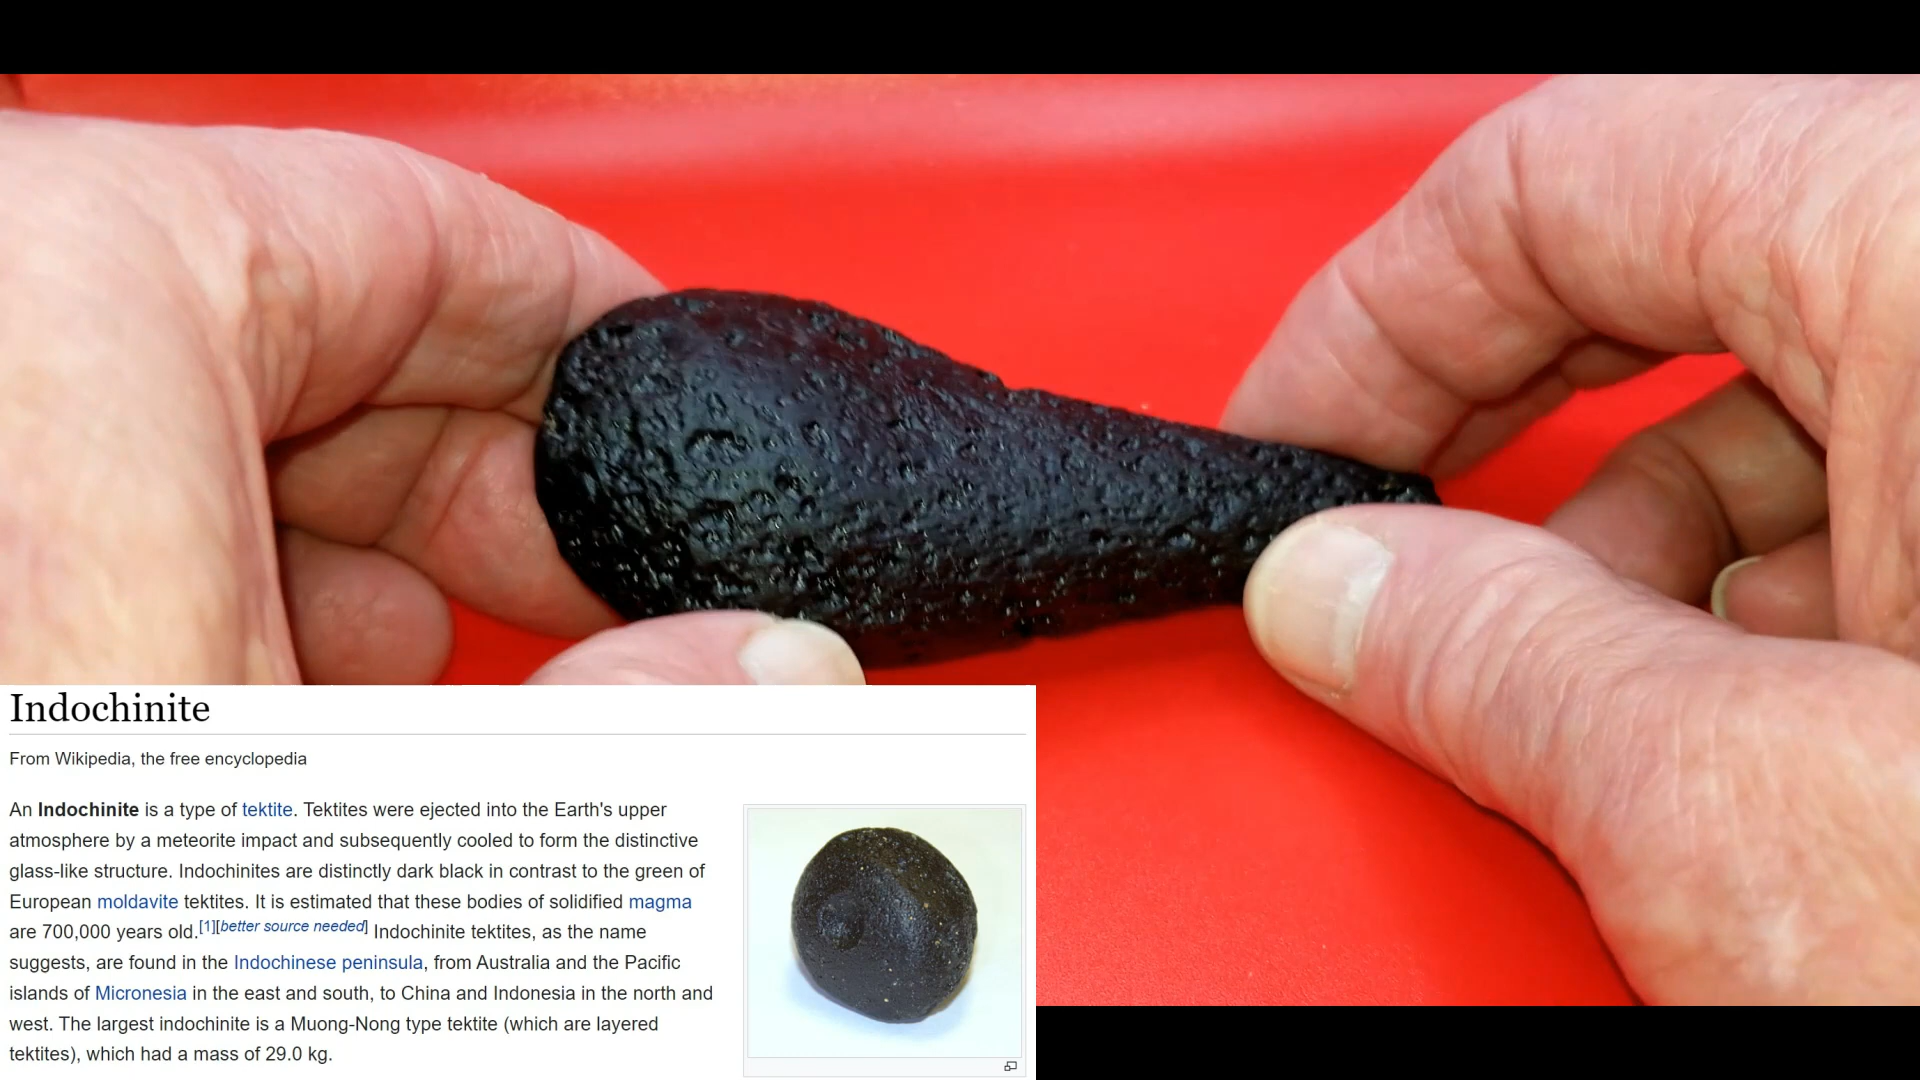 Indochinite
From Wikipedia, the free encyclopedia
An Indochinite is a type of tektite. Tektites were ejected into the Earth's upper
atmosphere by a meteorite impact and subsequently cooled to form the distinctive
glass-like structure. Indochinites are distinctly dark black in contrast to the green of
European moldavite tektites. It is estimated that these bodies of solidified magma
are 700,000 years old.[1][better source needed] Indochinite tektites, as the name
suggests, are found in the Indochinese peninsula, from Australia and the Pacific
islands of Micronesia in the east and south, to China and Indonesia in the north and
west. The largest indochinite is a Muong-Nong type tektite (which are layered
tektites), which had a mass of 29.0 kg.